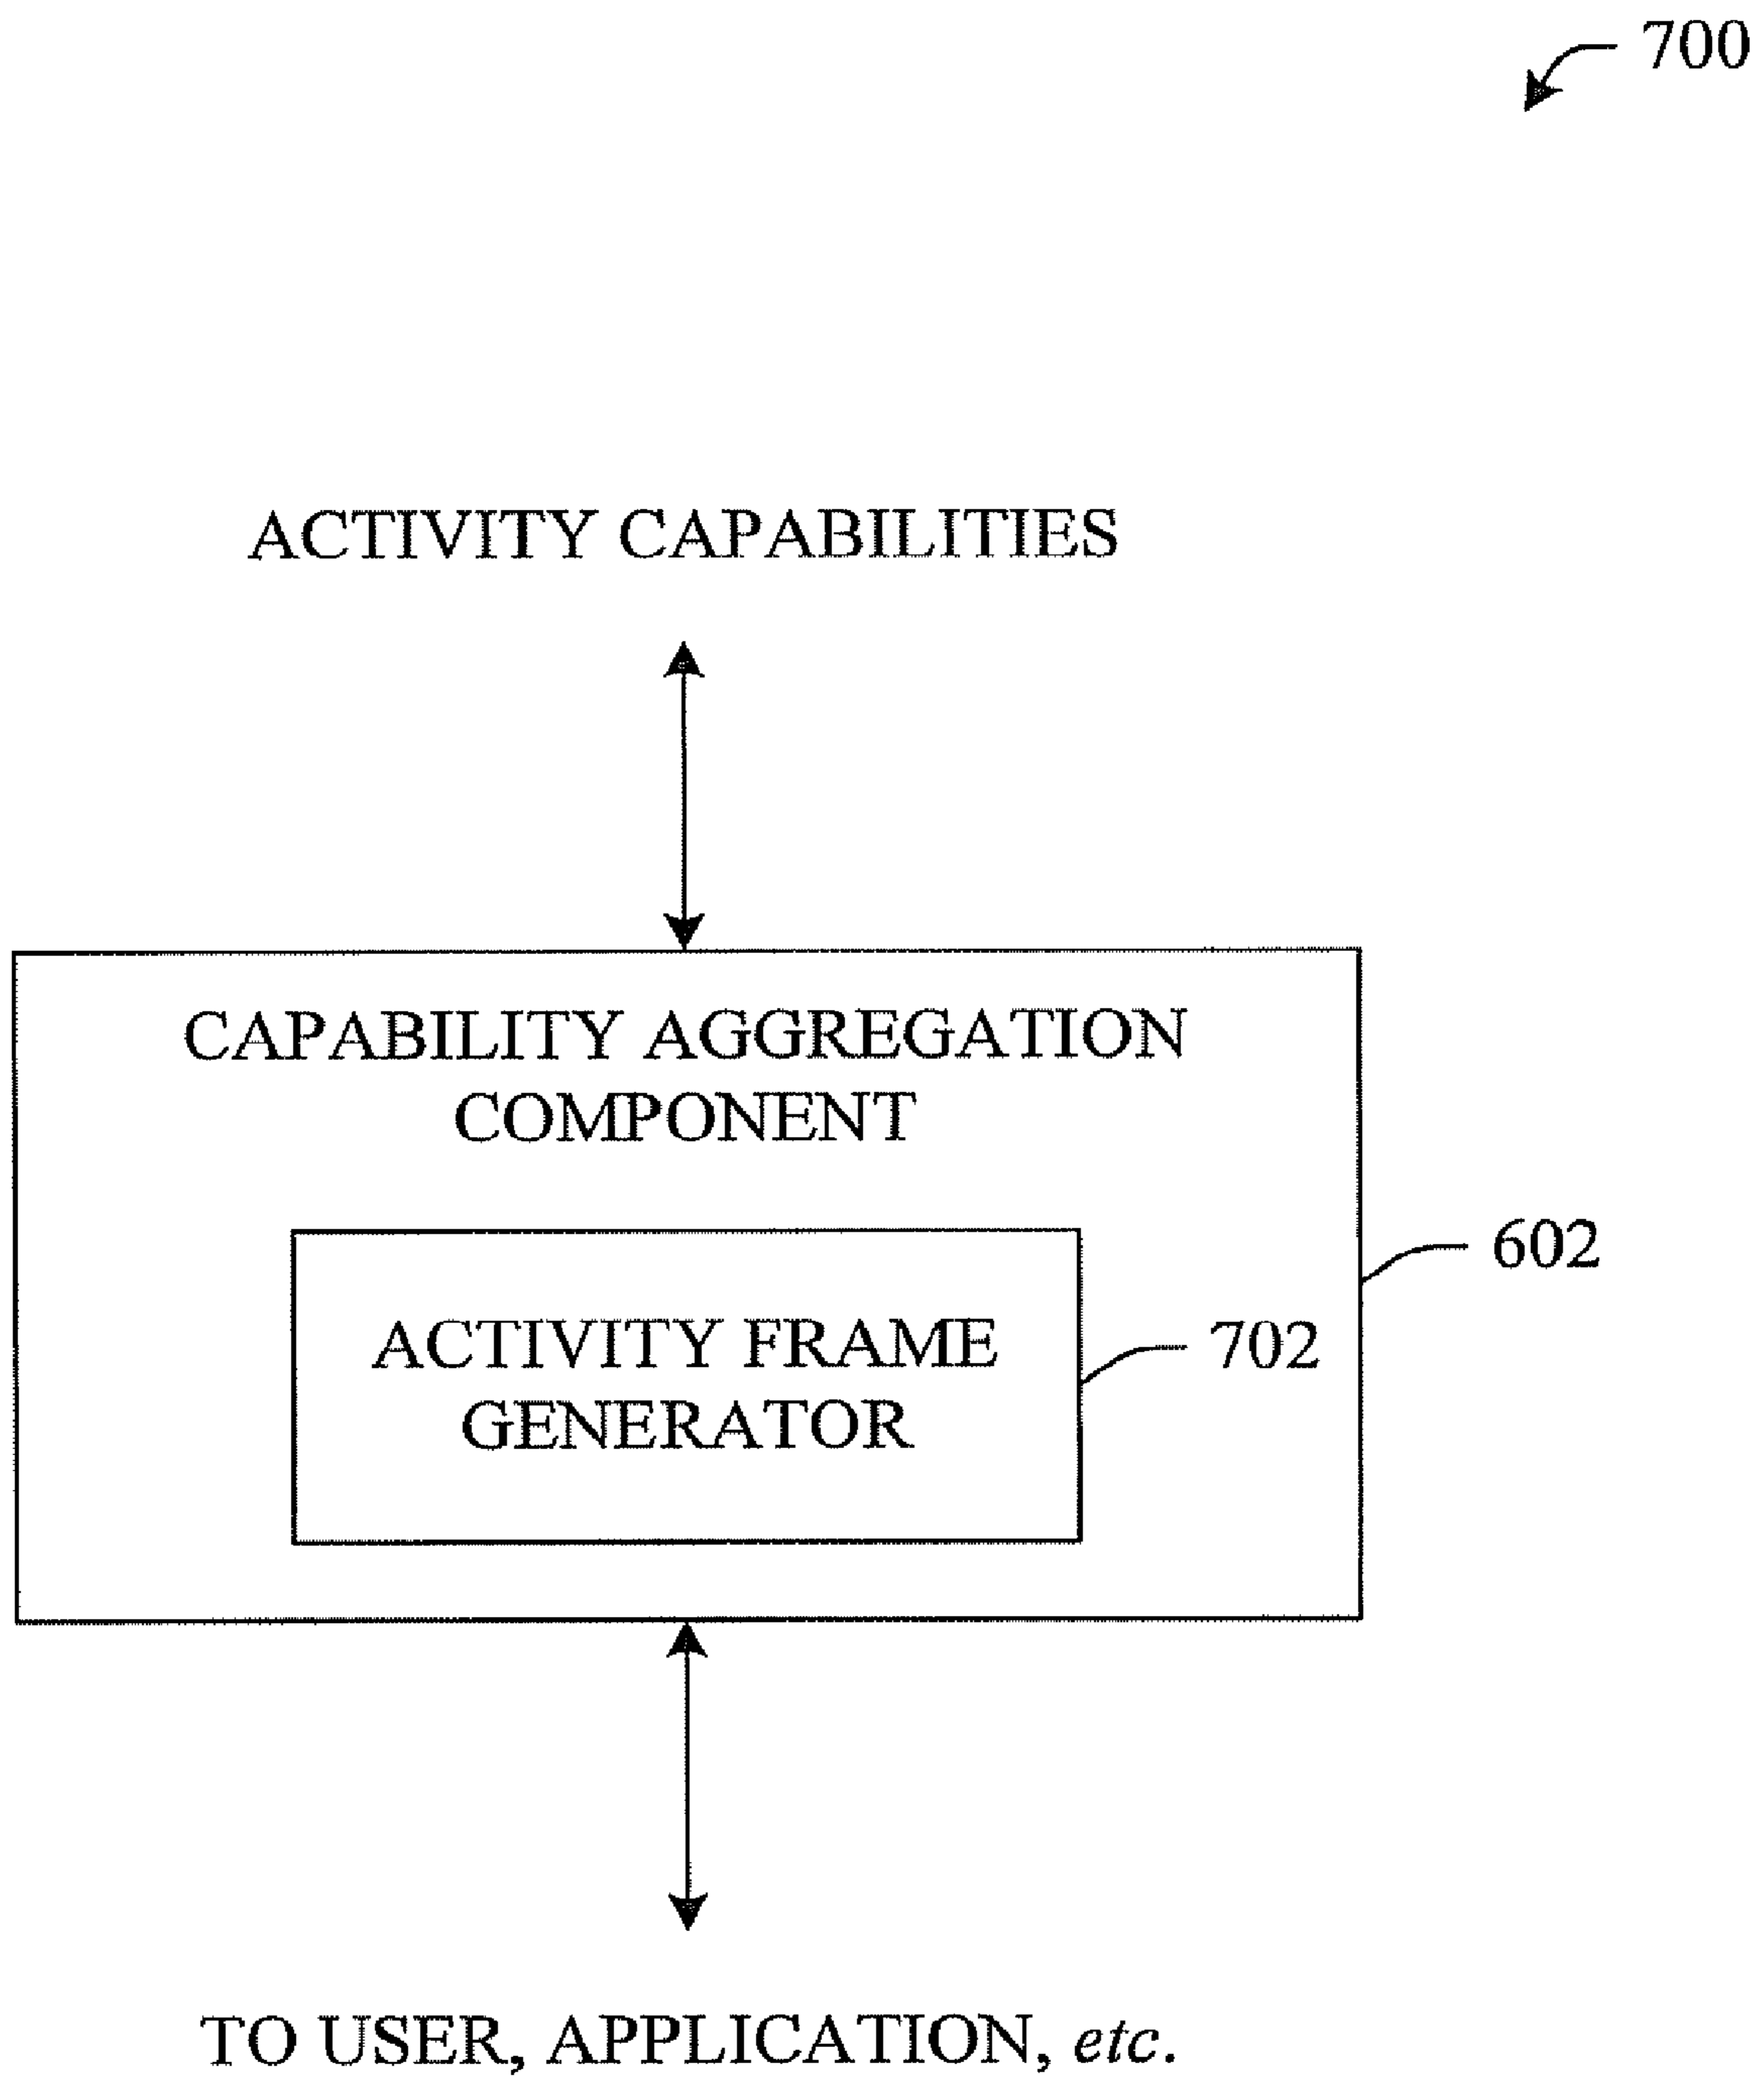 700
ACTIVITY CAPABILITIES
CAPABILITY AGGREGATION
COMPONENT
602
ACTIVITY FRAME
GENERATOR
702
TO USER, APPLICATION, etc.